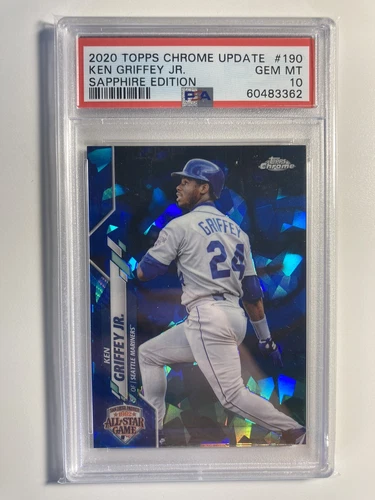 2020 TOPPS CHROME UPDATE #190
KEN GRIFFEY JR. GEM MT
SAPPHIRE EDITION 10
PSA 60483362
Topps
Chrome
GRIFFEY
24
KEN
GRIFFEY JR.
OF | SEATTLE MARINERS
ALL-STAR
GAME